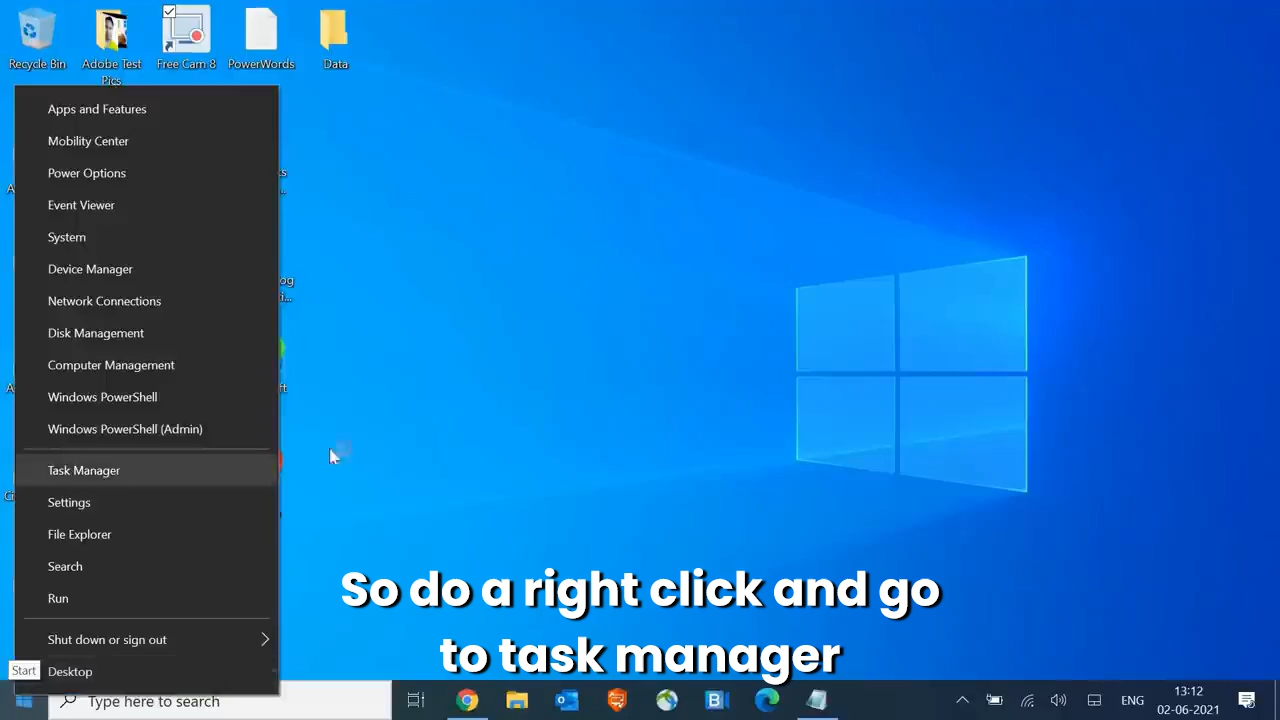 Recycle Bin
Adobe Test
Pics
Free Cam 8
PowerWords
Data
Apps and Features
Mobility Center
Power Options
Event Viewer
System
Device Manager
Network Connections
Disk Management
Computer Management
Windows PowerShell
Windows PowerShell (Admin)
Task Manager
Settings
File Explorer
Search
Run
Shut down or sign out
Desktop
Start
So do a right click and go
to task manager
Type here to search
ENG
13:12
02-06-2021